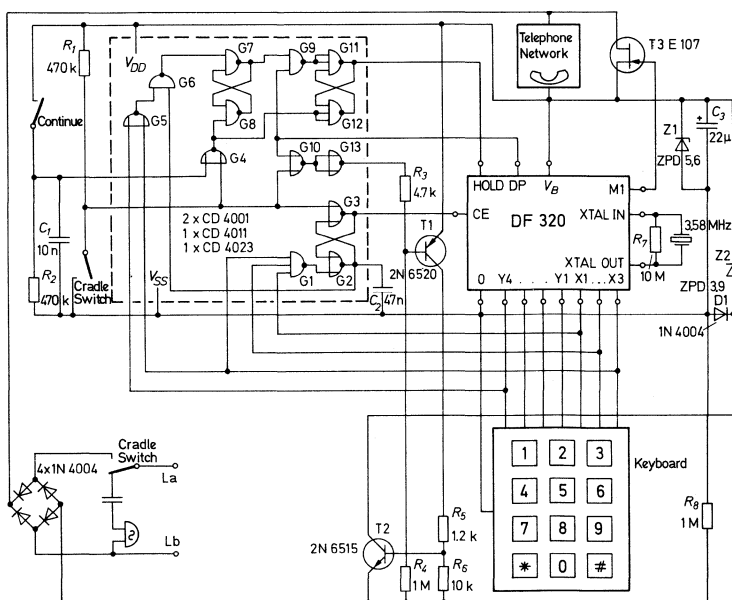 R1
470 k
VDD
G7
G9
G11
G6
G5
G8
G12
Continue
G4
G10
G13
Telephone
Network
T3 E 107
C3
+
22µ
Z1
ZPD 5,6
R3
4.7k
HOLD DP VB
M1
2 x CD 4001
1 x CD 4011
1 x CD 4023
G3
CE
DF 320
XTAL IN
3,58 MHz
C1
10 n
T1
2N 6520
R7
10 M
XTAL OUT
R2
470 k
Cradle
Switch
VSS
G1
G2
C2
47n
0 Y4 . . . Y1 X1 ... X3
Z2
ZPD 3,9
D1
1N 4004
Cradle
Switch
4x1N 4004
La
Lb
1 2 3
Keyboard
4 5 6
7 8 9
* 0 #
R5
1.2 k
T2
2N 6515
R4
1 M
R6
10 k
R8
1 M